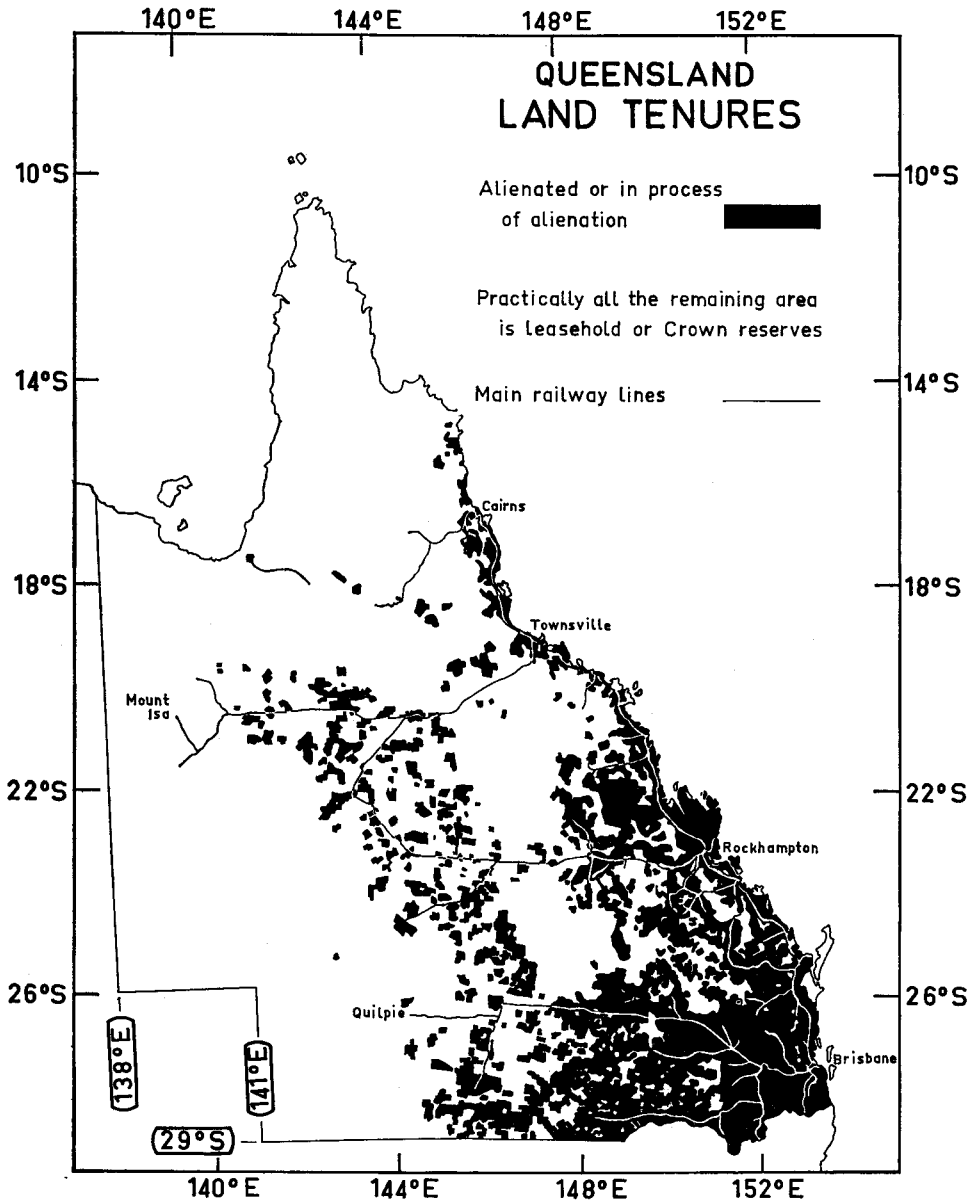 140°E 144°E 148°E 152°E
QUEENSLAND
LAND TENURES
10°S 10°S
Alienated or in process
of alienation
Practically all the remaining area
is leasehold or Crown reserves
14°S 14°S
Main railway lines
Cairns
18°S 18°S
Townsville
Mount
Isa
22°S 22°S
Rockhampton
26°S 26°S
Quilpie
138°E
141°E
Brisbane
29°S
140°E 144°E 148°E 152°E